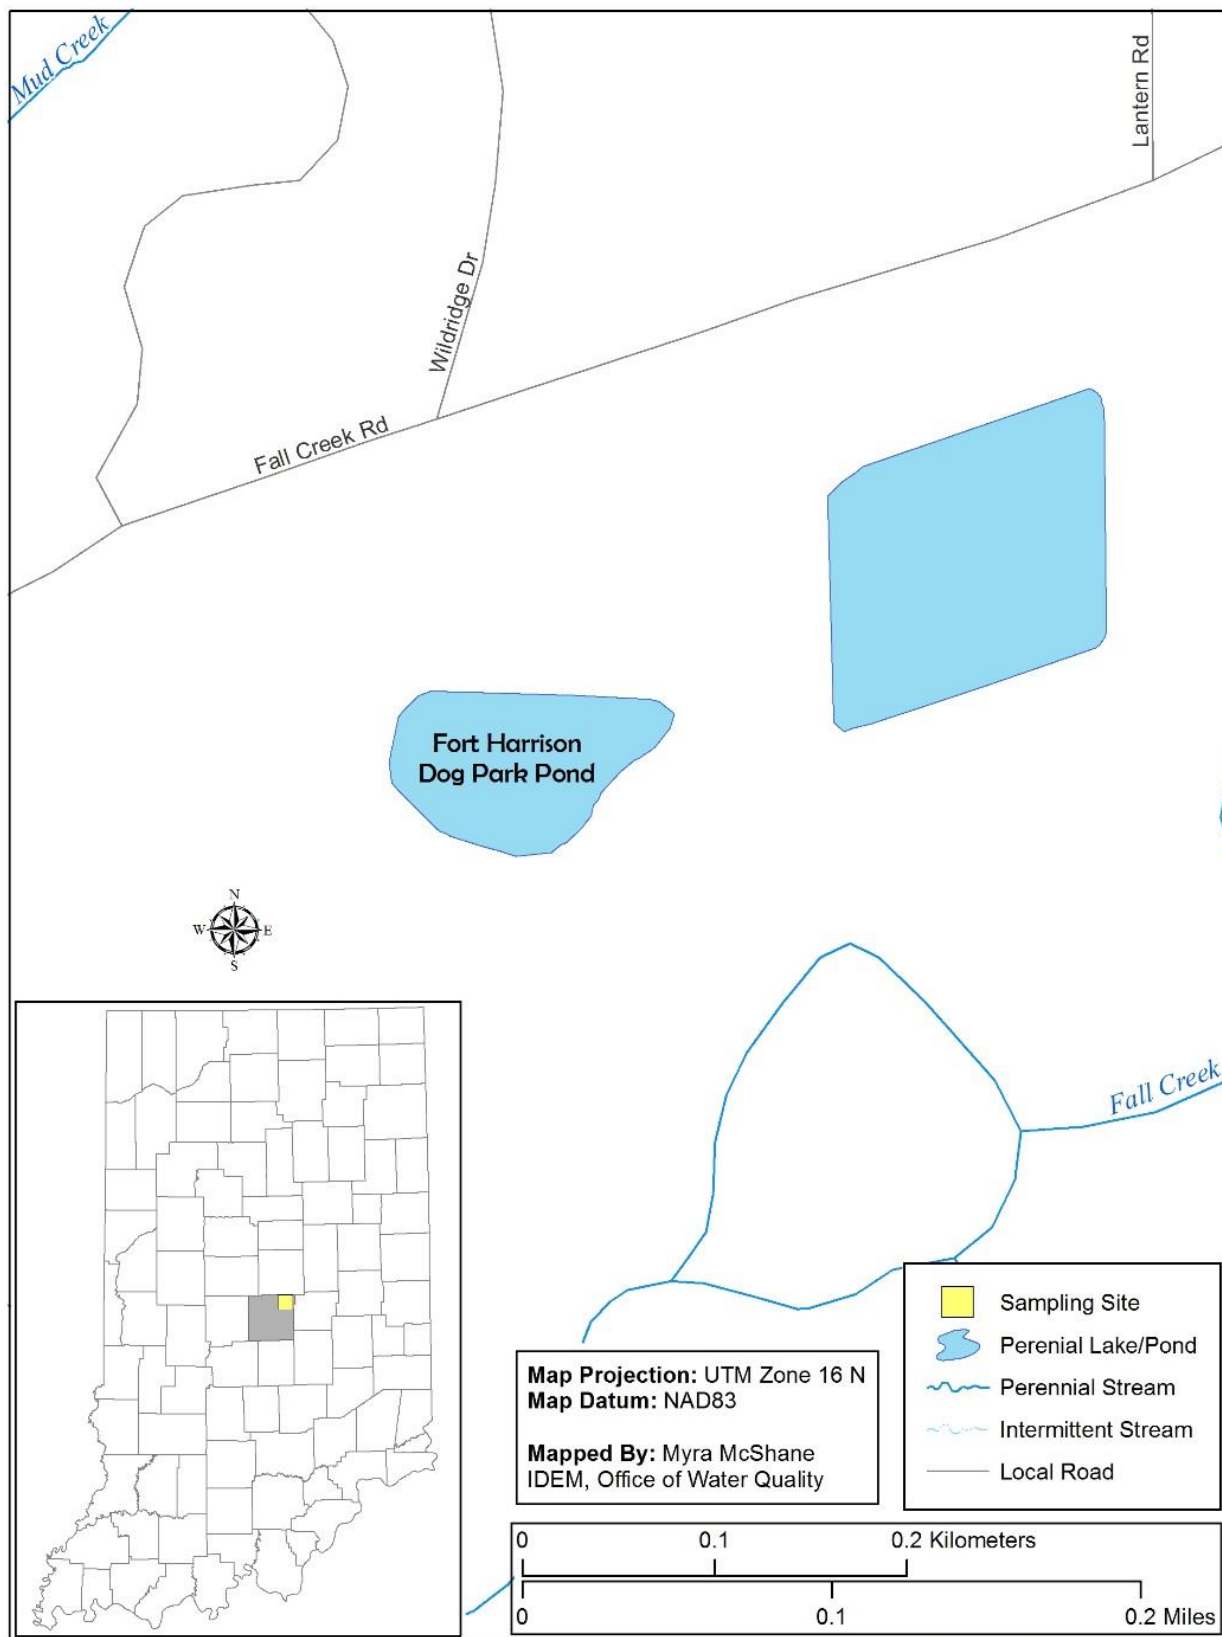 Mud Creek
Lantern Rd
Wildridge Dr
Fall Creek Rd
Fort Harrison
Dog Park Pond
N
W E
S
Fall Creek
Sampling Site
Perenial Lake/Pond
Perennial Stream
Intermittent Stream
Local Road
Map Projection: UTM Zone 16 N
Map Datum: NAD83
Mapped By: Myra McShane
IDEM, Office of Water Quality
0 0.1 0.2 Kilometers
0 0.1 0.2 Miles